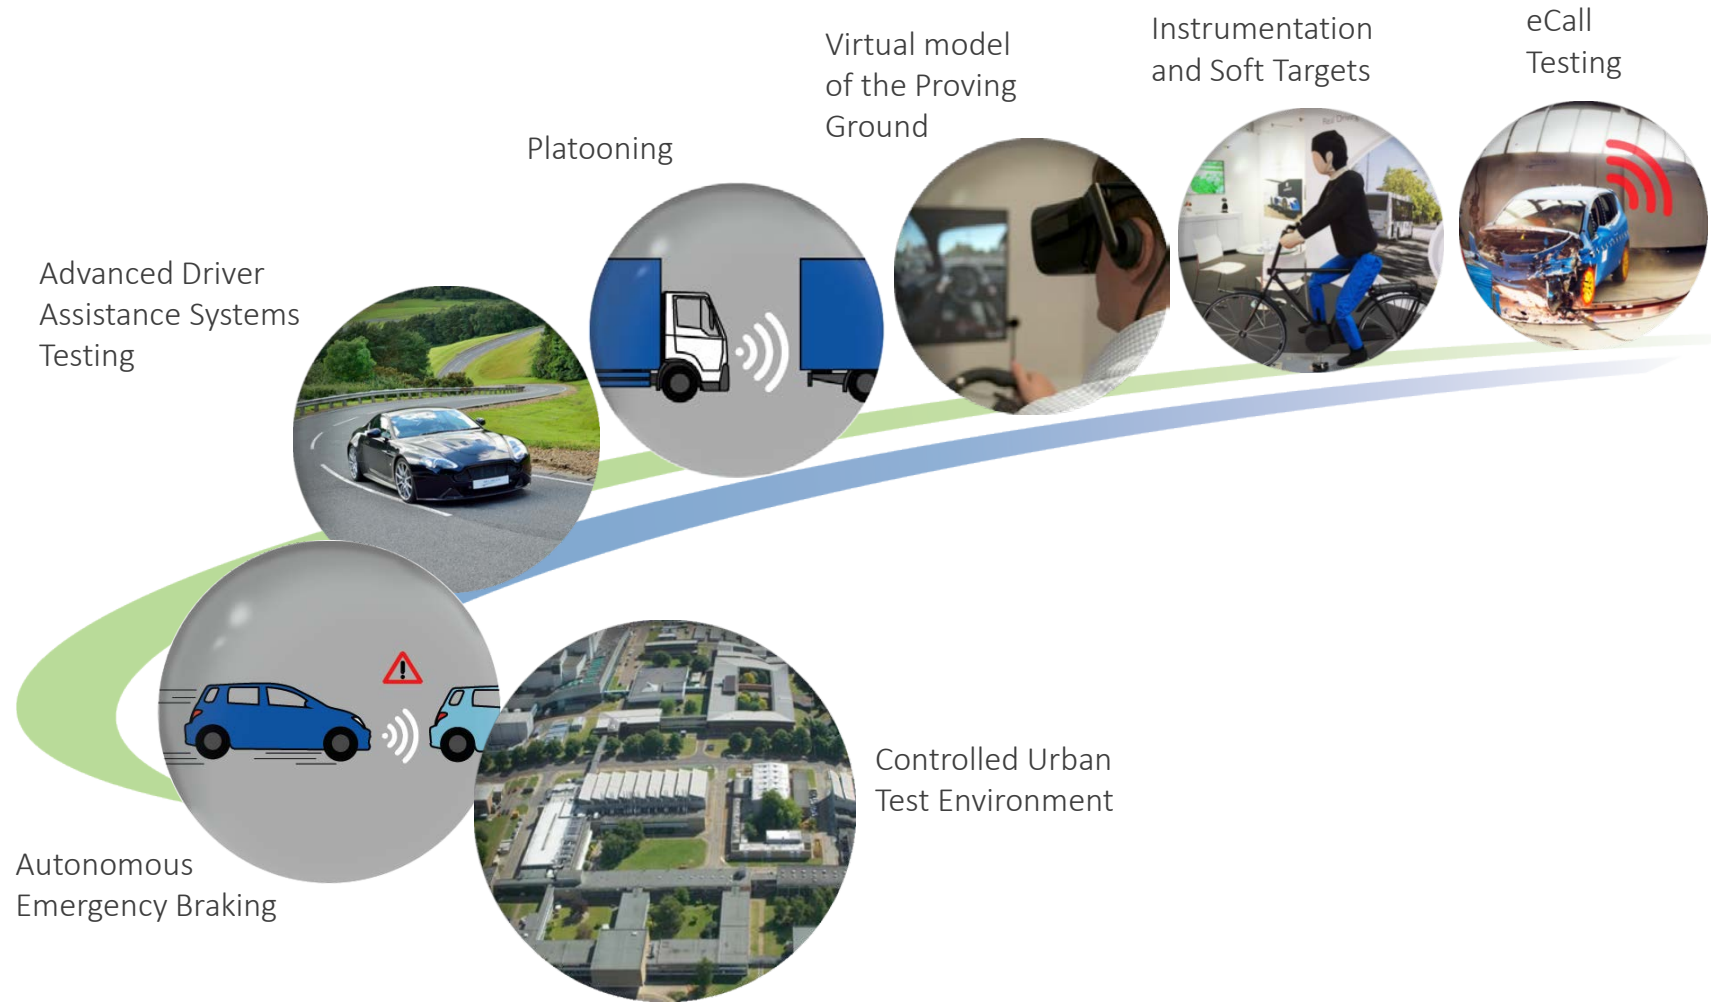 eCall
Testing
Instrumentation
and Soft Targets
Virtual model
of the Proving
Ground
Platooning
Advanced Driver
Assistance Systems
Testing
Controlled Urban
Test Environment
Autonomous
Emergency Braking